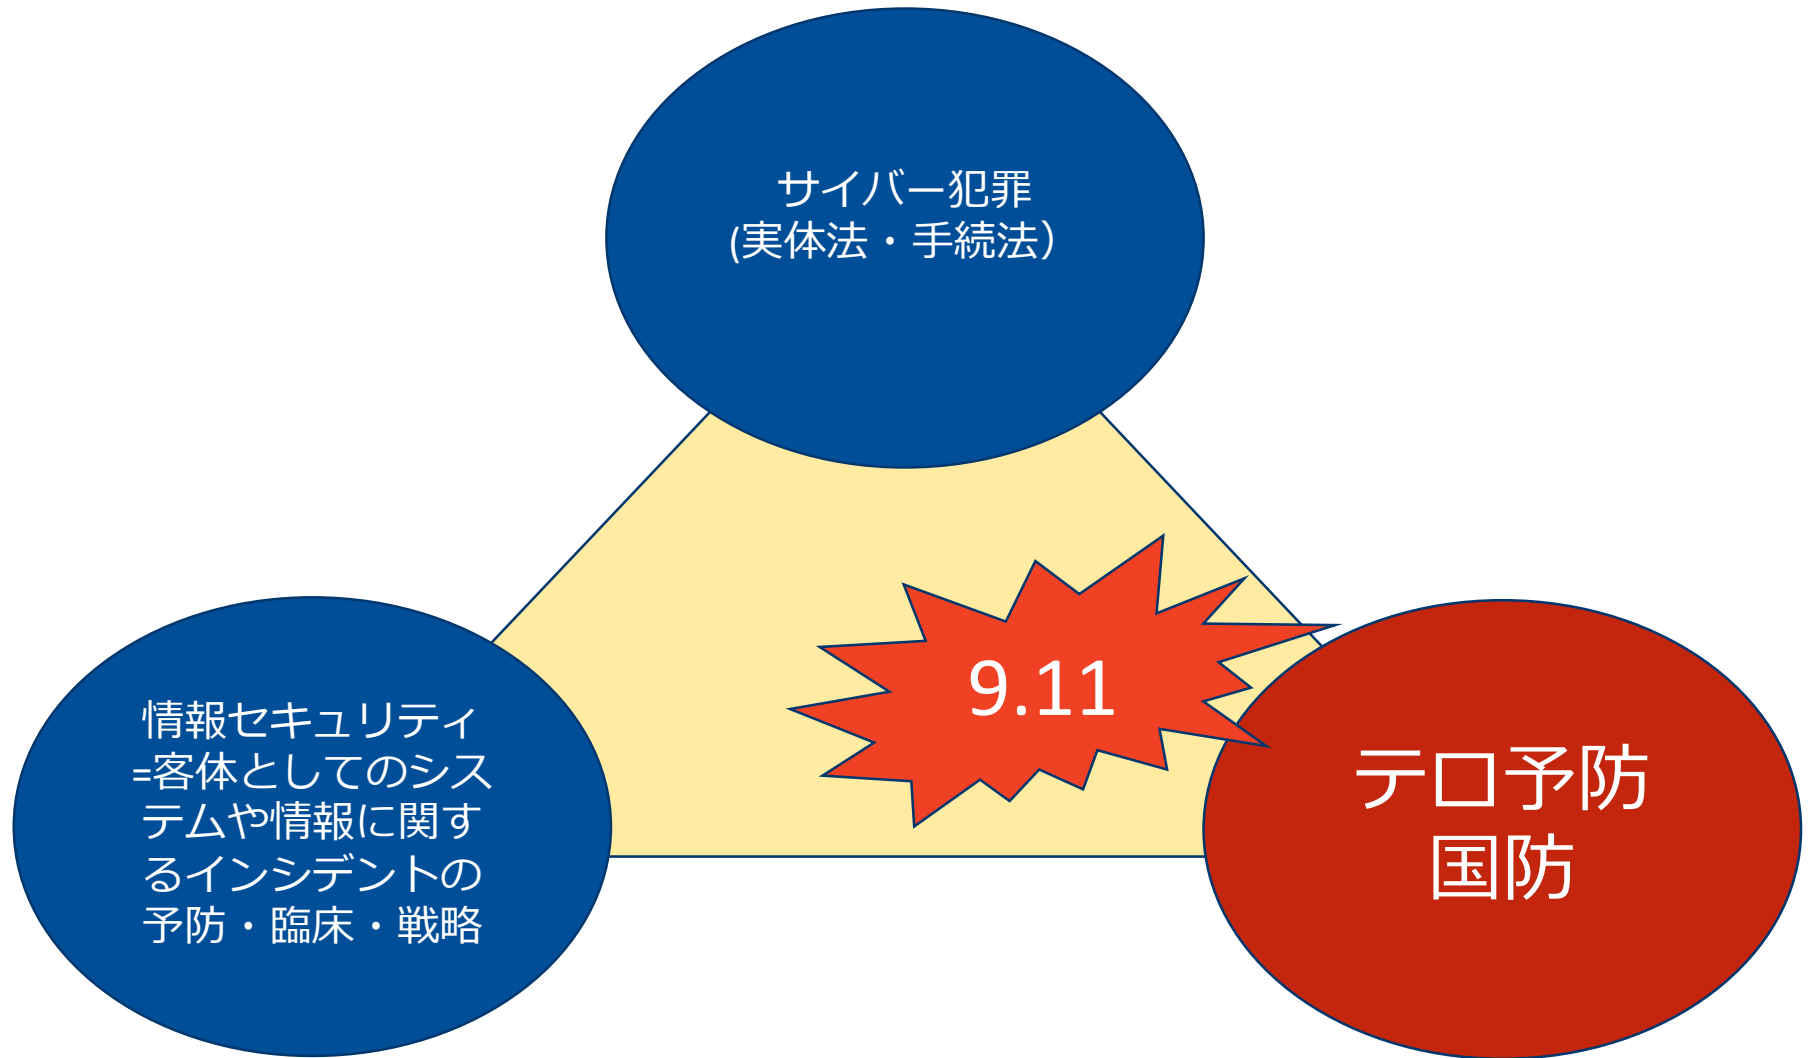 サイバー犯罪
(実体法・手続法）
9.11
情報セキュリティ
=客体としてのシス
テムや情報に関す
るインシデントの
予防・臨床・戦略
テロ予防
国防